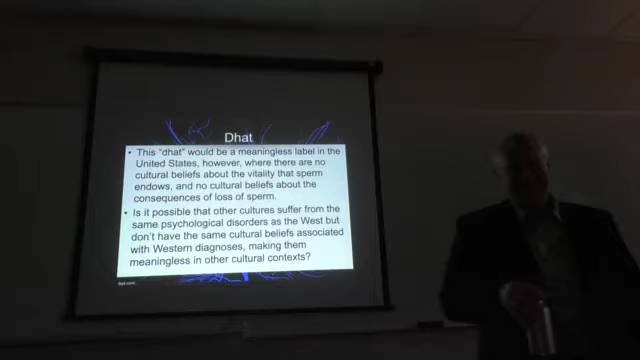 Dhat
• This "dhat" would be a meaningless label in the
United States, however, where there are no
cultural beliefs about the vitality that sperm
endows, and no cultural beliefs about the
consequences of loss of sperm.
• Is it possible that other cultures suffer from the
same psychological disorders as the West but
don't have the same cultural beliefs associated
with Western diagnoses, making them
meaningless in other cultural contexts?